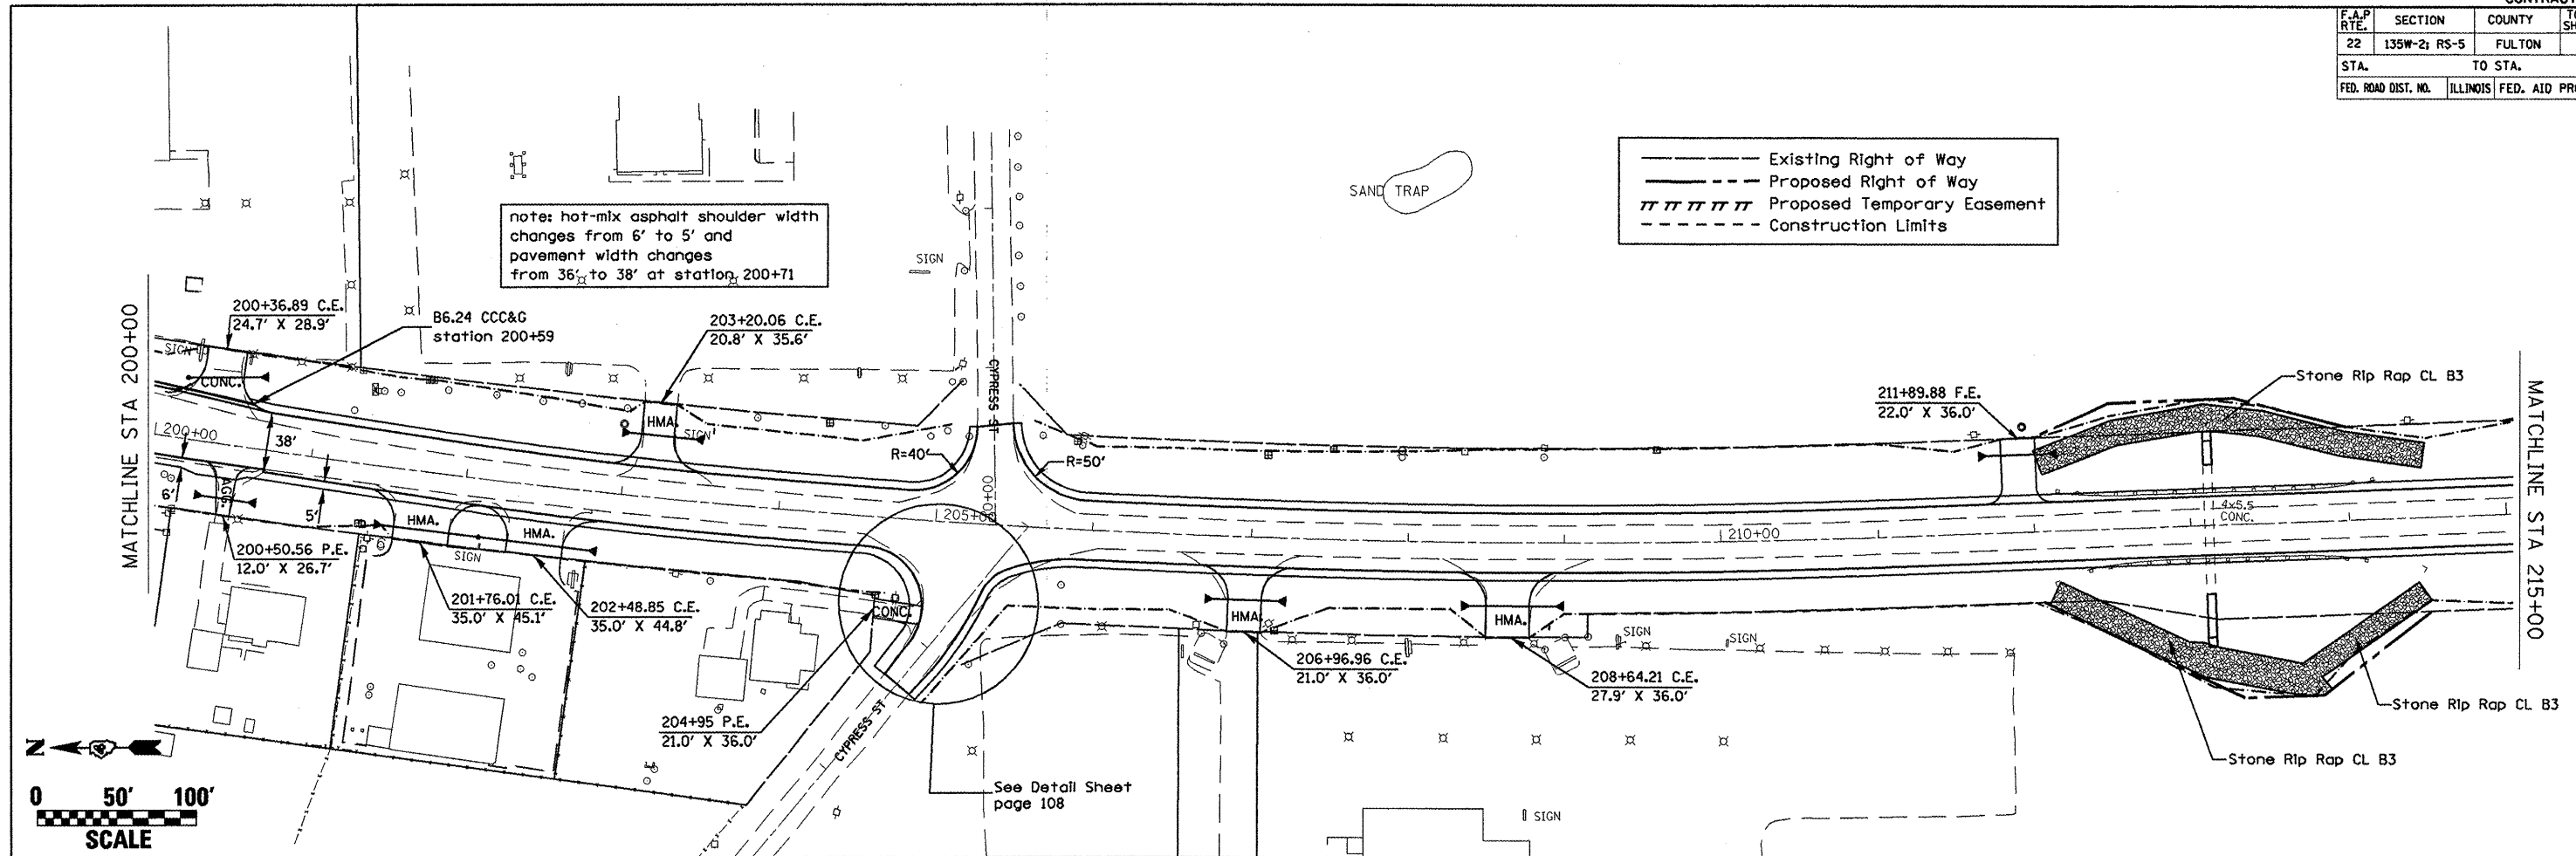 F.A.P RTE. SECTION COUNTY
22 135W-2; RS-5 FULTON
STA. TO STA.
FED. ROAD DIST. NO. ILLINOIS FED. AID
Existing Right of Way
Proposed Right of Way
Proposed Temporary Easement
Construction Limits
SAND TRAP
note: hot-mix asphalt shoulder width
changes from 6' to 5' and
pavement width changes
from 36' to 38' at station 200+71
SIGN
MATCHLINE STA 200+00
200+36.89 C.E.
24.7' X 28.9'
B6.24 CCC&G
station 200+59
203+20.06 C.E.
20.8' X 35.6'
CYPRESS ST
SIGN
CONC.
HMA.
SIGN
211+89.88 F.E.
22.0' X 36.0'
Stone Rip Rap CL B3
MATCHLINE STA 215+00
200+00
38'
R=40'
R=50'
6'
AGG.
5'
HMA.
HMA.
SIGN
205+00
210+00
4x5.5
CONC.
200+50.56 P.E.
12.0' X 26.7'
201+76.01 C.E.
35.0' X 45.1'
202+48.85 C.E.
35.0' X 44.8'
CONC.
HMA.
HMA.
SIGN
SIGN
206+96.96 C.E.
21.0' X 36.0'
208+64.21 C.E.
27.9' X 36.0'
204+95 P.E.
21.0' X 36.0'
CYPRESS ST
Stone Rip Rap CL B3
Stone Rip Rap CL B3
N
See Detail Sheet
page 108
SIGN
0 50' 100'
SCALE